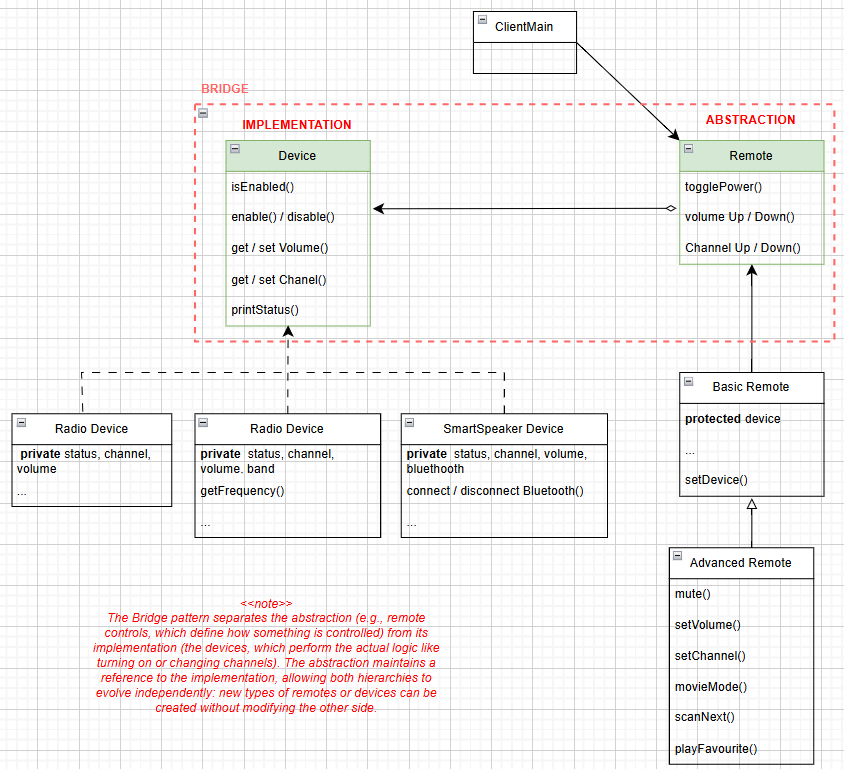 ClientMain
BRIDGE
IMPLEMENTATION
ABSTRACTION
Device
isEnabled()
enable() / disable()
get / set Volume()
get / set Chanel()
printStatus()
Remote
togglePower()
volume Up / Down()
Channel Up / Down()
Radio Device
private status, channel,
volume
...
Radio Device
private status, channel,
volume. band
getFrequency()
...
SmartSpeaker Device
private status, channel, volume,
bluethooth
connect / disconnect Bluetooth()
...
Basic Remote
protected device
...
setDevice()
Advanced Remote
mute()
setVolume()
setChannel()
movieMode()
scanNext()
playFavourite()
<<note>>
The Bridge pattern separates the abstraction (e.g., remote
controls, which define how something is controlled) from its
implementation (the devices, which perform the actual logic like
turning on or changing channels). The abstraction maintains a
reference to the implementation, allowing both hierarchies to
evolve independently: new types of remotes or devices can be
created without modifying the other side.